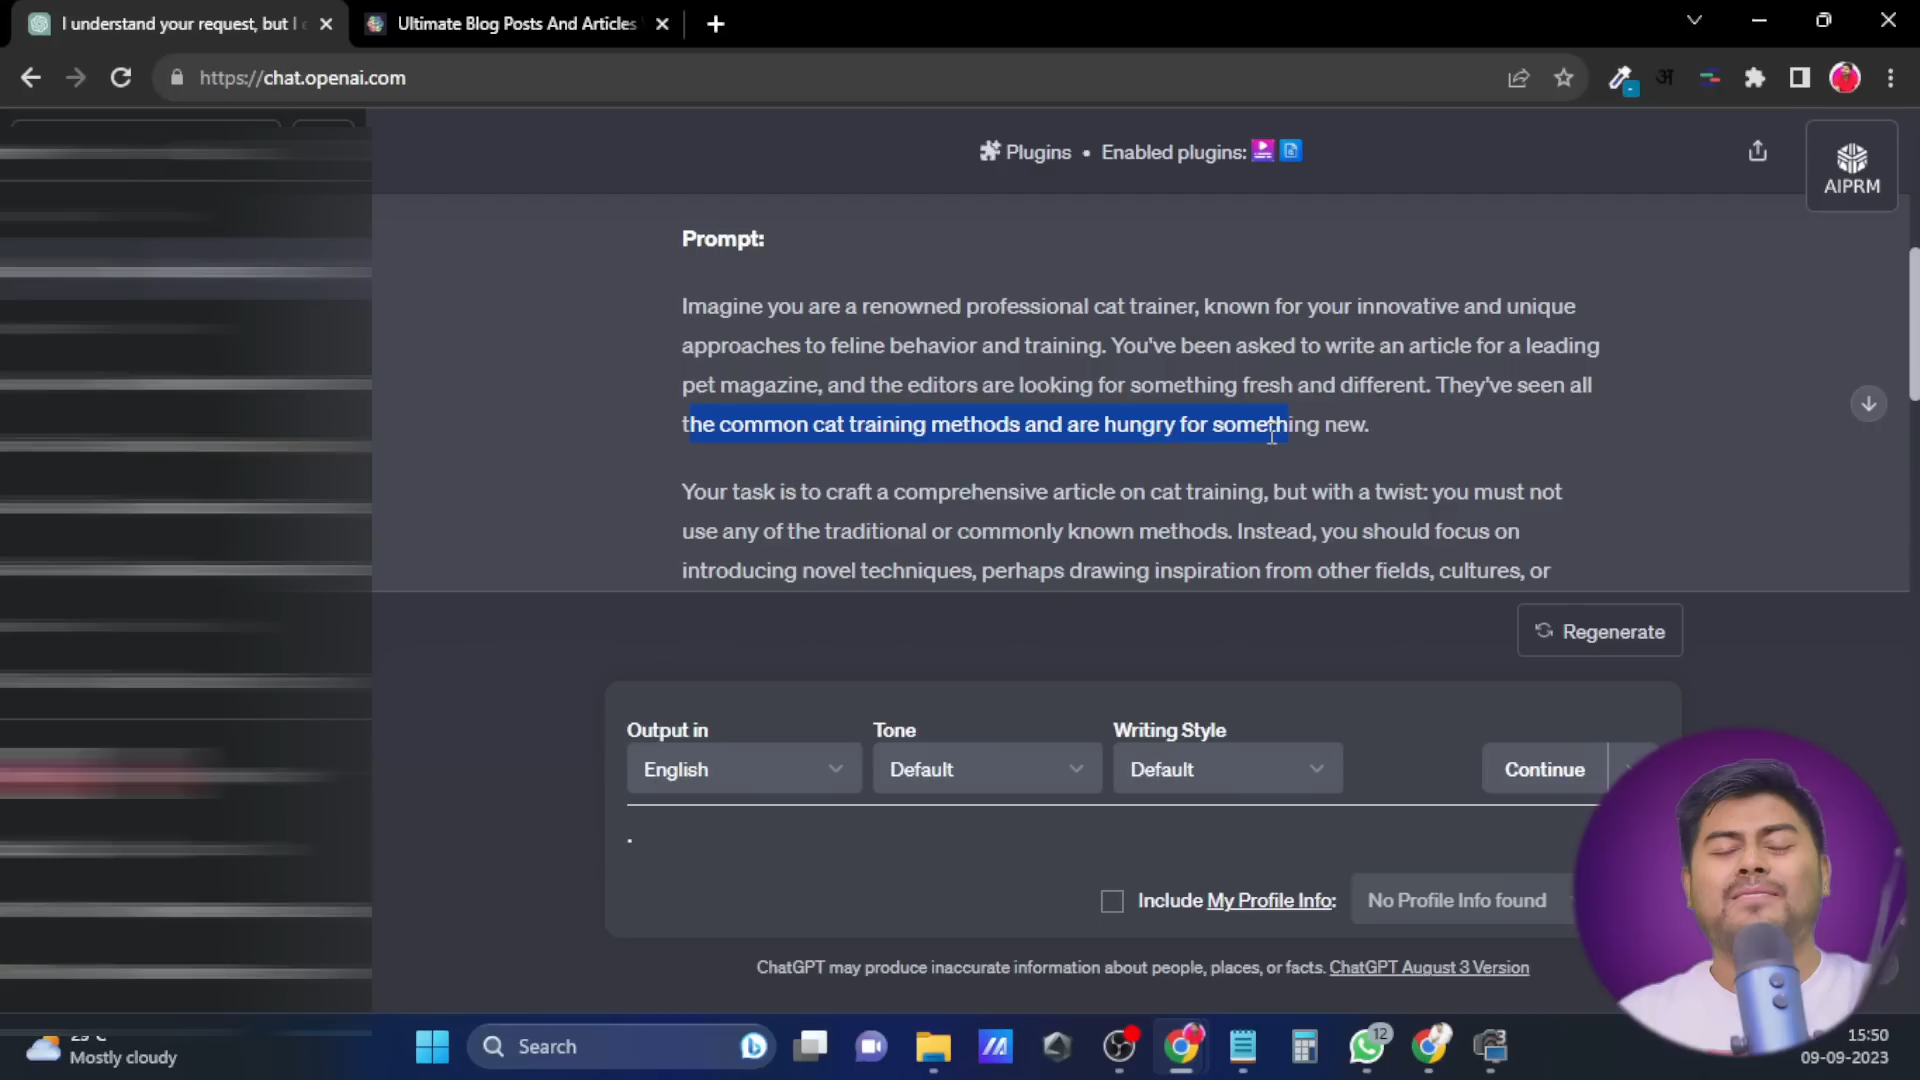 I understand your request, but I
Ultimate Blog Posts And Articles
https://chat.openai.com
अ
Plugins • Enabled plugins:
AIPRM
Prompt:
Imagine you are a renowned professional cat trainer, known for your innovative and unique
approaches to feline behavior and training. You've been asked to write an article for a leading
pet magazine, and the editors are looking for something fresh and different. They've seen all
the common cat training methods and are hungry for something new.
Your task is to craft a comprehensive article on cat training, but with a twist: you must not
use any of the traditional or commonly known methods. Instead, you should focus on
introducing novel techniques, perhaps drawing inspiration from other fields, cultures, or
Regenerate
Output in
Tone
Writing Style
English
Default
Default
Continue
.
Include My Profile Info:
No Profile Info found
ChatGPT may produce inaccurate information about people, places, or facts. ChatGPT August 3 Version
Mostly cloudy
Search
12
15:50
09-09-2023